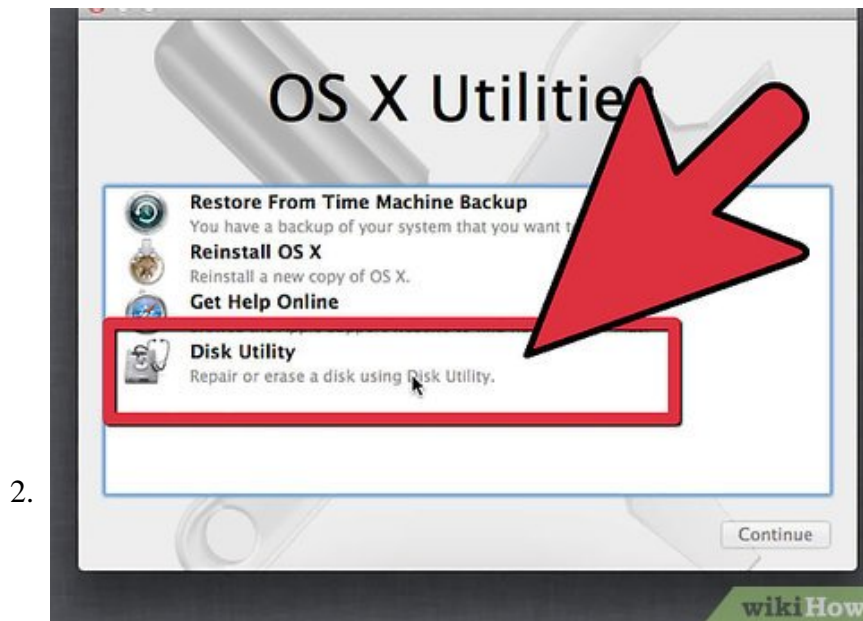 OS X Utilities
Restore From Time Machine Backup
You have a backup of your system that you want t
Reinstall OS X
Reinstall a new copy of OS X.
Get Help Online
Disk Utility
Repair or erase a disk using Disk Utility.
2.
Continue
wikiHow